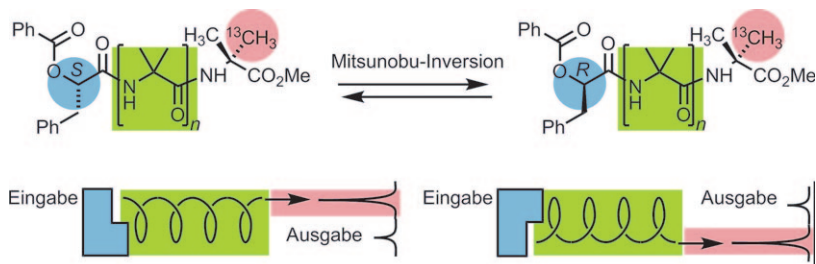 Ph
O
O
S
O
N
H
O
n
NH
H₃C
¹³CH₃
CO₂Me
Ph
Mitsunobu-Inversion
Ph
O
O
R
O
N
H
O
n
NH
H₃C
¹³CH₃
CO₂Me
Ph
Eingabe
Ausgabe
Eingabe
Ausgabe